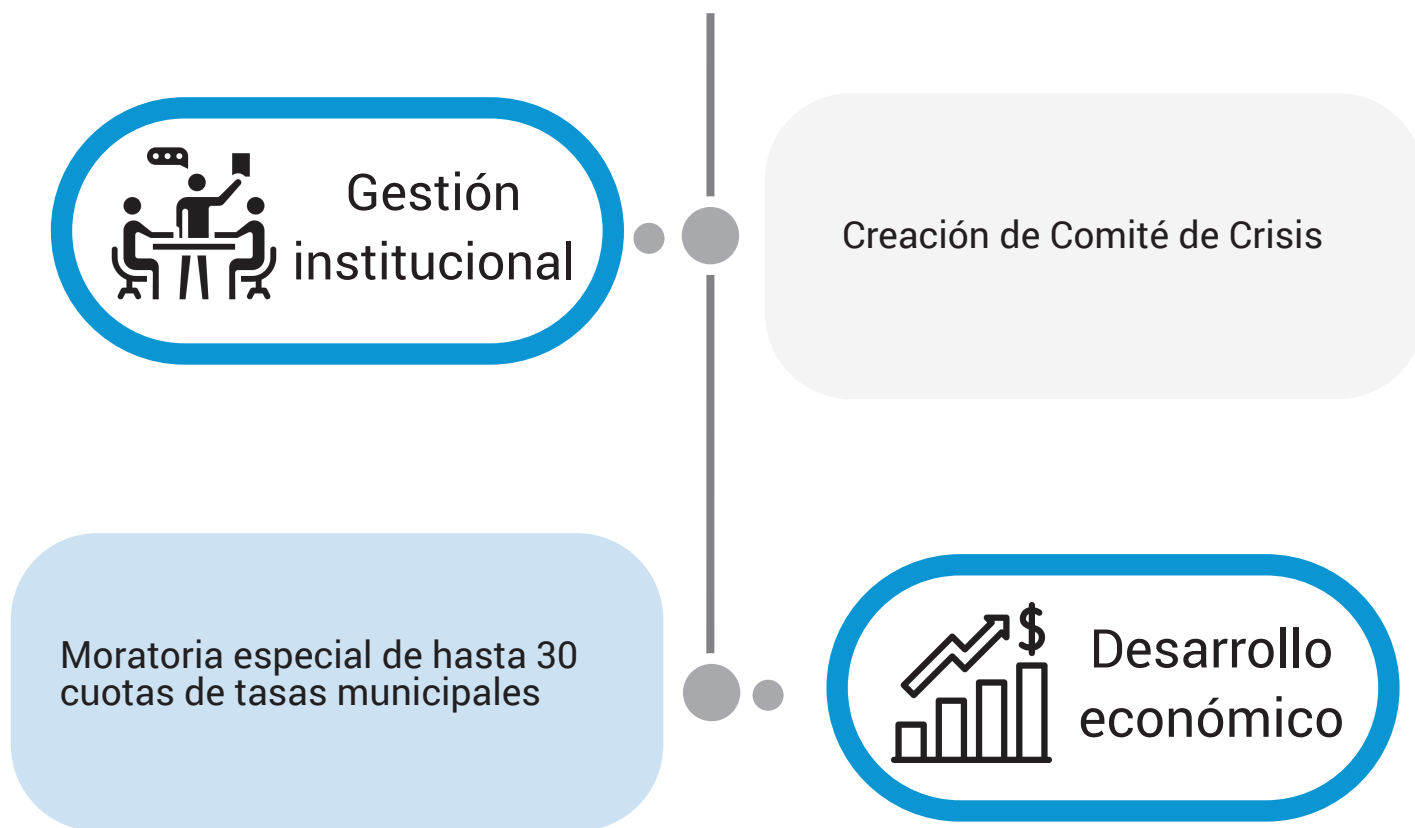 Gestión
institucional
Creación de Comité de Crisis
Moratoria especial de hasta 30
cuotas de tasas municipales
$
Desarrollo
económico